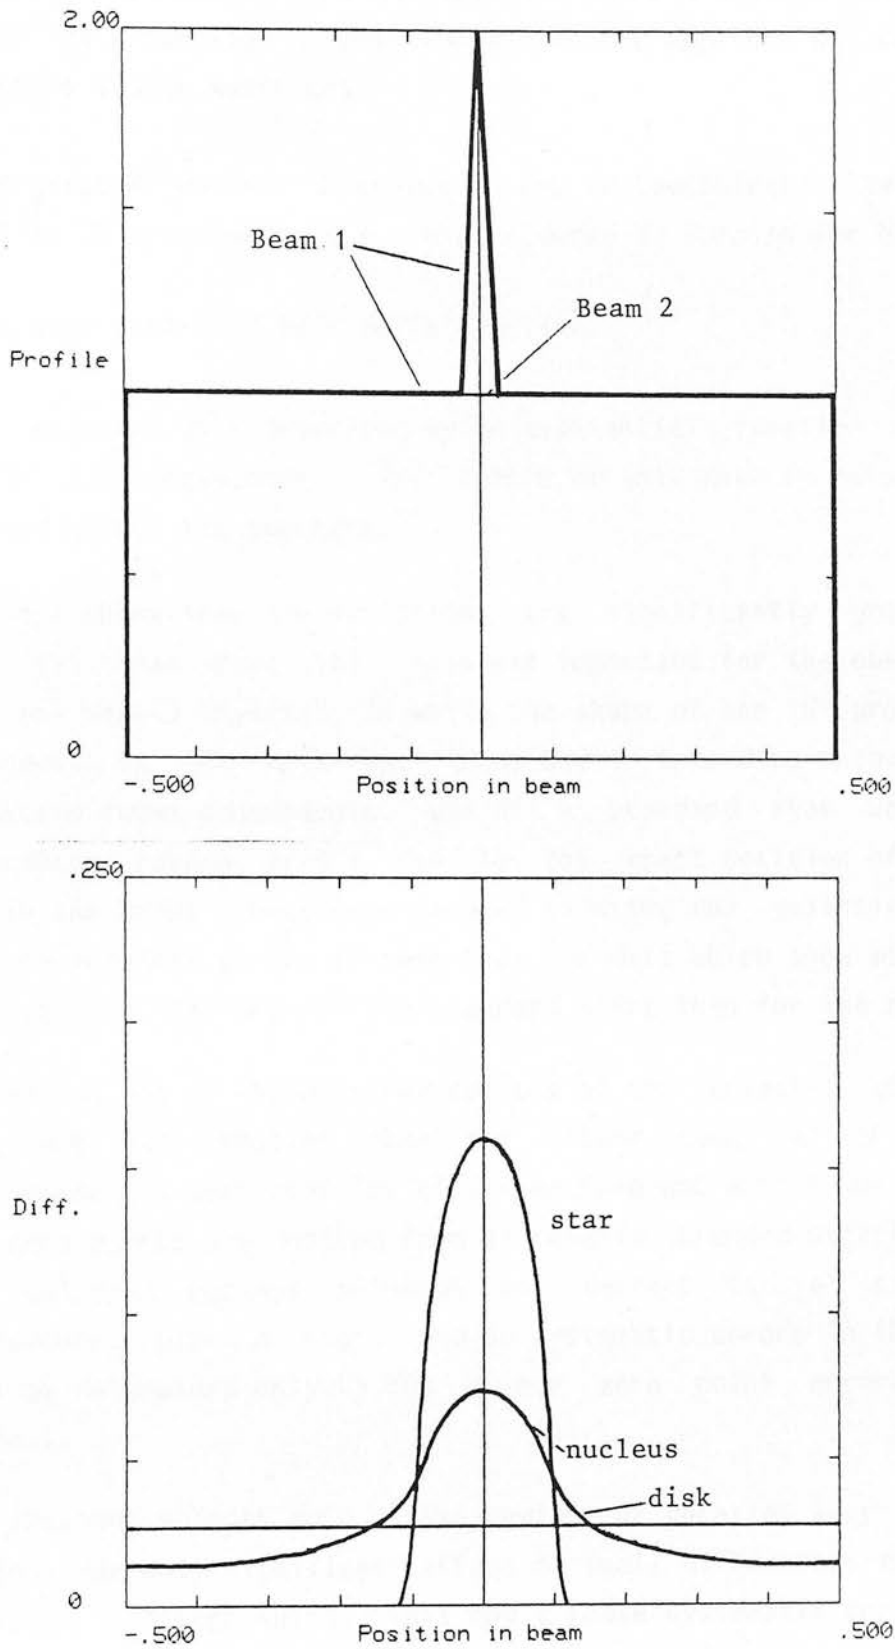 2.00
Beam 1
Beam 2
Profile
0
-.500
Position in beam
.500
.250
Diff.
star
nucleus
disk
0
-.500
Position in beam
.500